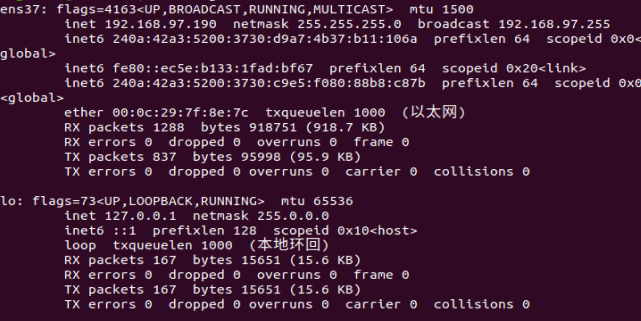 ens37: flags=4163<UP,BROADCAST,RUNNING,MULTICAST>  mtu 1500
        inet 192.168.97.190  netmask 255.255.255.0  broadcast 192.168.97.255
        inet6 240a:42a3:5200:3730:d9a7:4b37:b11:106a  prefixlen 64  scopeid 0x0<
global>
        inet6 fe80::ec5e:b133:1fad:bf67  prefixlen 64  scopeid 0x20<link>
        inet6 240a:42a3:5200:3730:c9e5:f080:88b8:c87b  prefixlen 64  scopeid 0x0
<global>
        ether 00:0c:29:7f:8e:7c  txqueuelen 1000  (以太网)
        RX packets 1288  bytes 918751 (918.7 KB)
        RX errors 0  dropped 0  overruns 0  frame 0
        TX packets 837  bytes 95998 (95.9 KB)
        TX errors 0  dropped 0 overruns 0  carrier 0  collisions 0

lo: flags=73<UP,LOOPBACK,RUNNING>  mtu 65536
        inet 127.0.0.1  netmask 255.0.0.0
        inet6 ::1  prefixlen 128  scopeid 0x10<host>
        loop  txqueuelen 1000  (本地环回)
        RX packets 167  bytes 15651 (15.6 KB)
        RX errors 0  dropped 0  overruns 0  frame 0
        TX packets 167  bytes 15651 (15.6 KB)
        TX errors 0  dropped 0 overruns 0  carrier 0  collisions 0